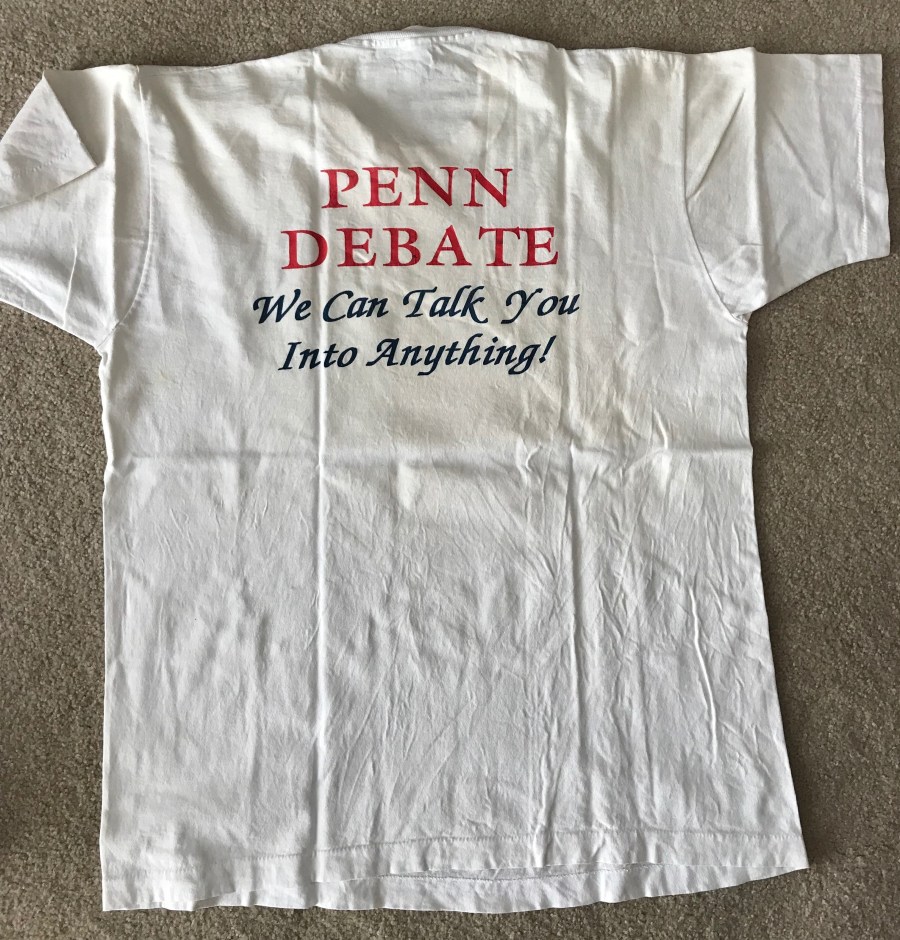 PENN
DEBATE
We Can Talk You
Into Anything!